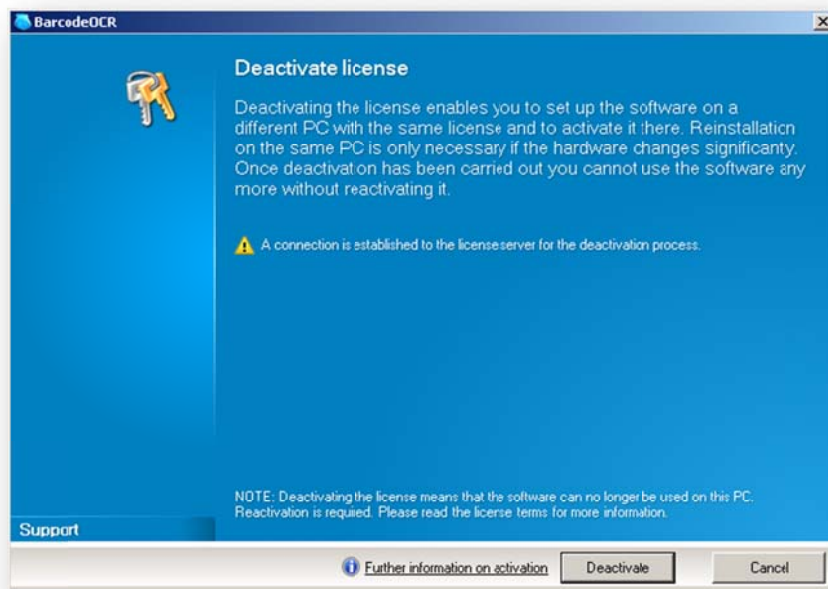 BarcodeOCR
Deactivate license
Deactivating the license enables you to set up the software on a
different PC with the same license and to activate it there. Reinstallation
on the same PC is only necessary if the hardware changes significanty.
Once deactivation has been carried out you cannot use the software any
more without reactivating it.
A connection is established to the license server for the deactivation process.
NOTE: Deactivating the license means that the software can no longer be used on this PC.
Reactivation is required. Please read the license terms for more information.
Support
Further information on activation
Deactivate
Cancel